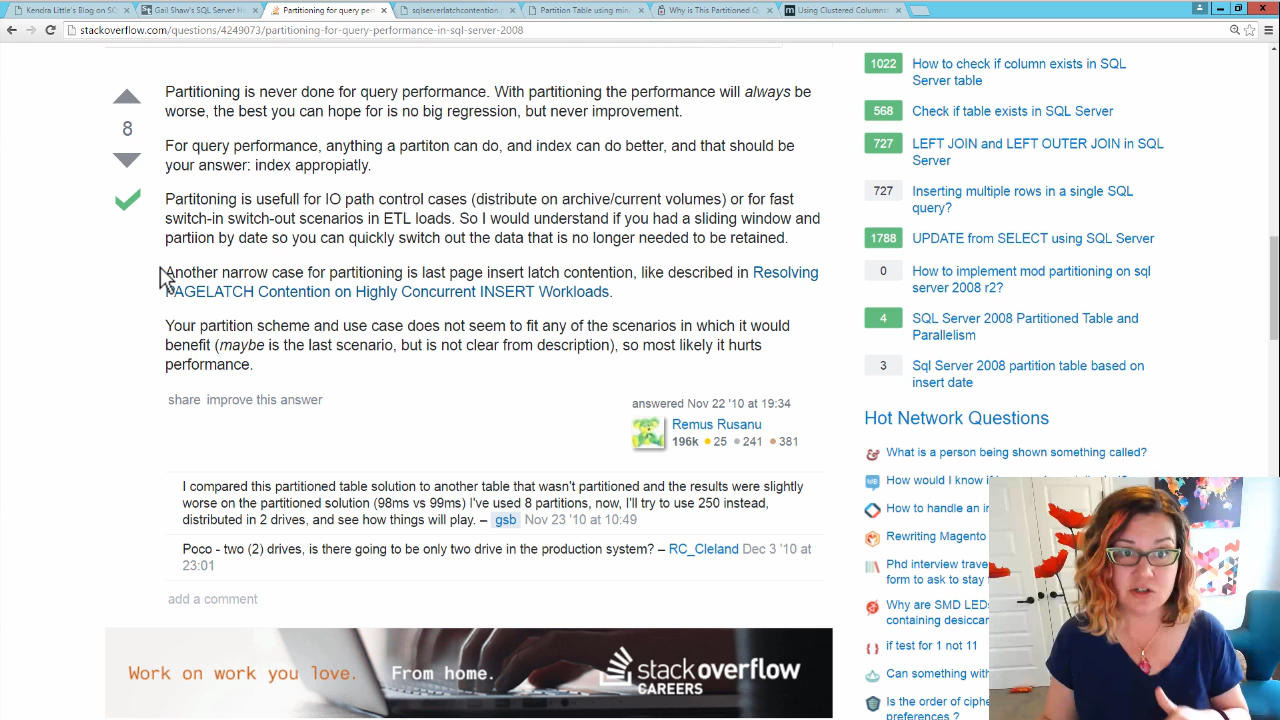 Kendra Little's Blog on SQ
Gail Shaw's SQL Server H
Partitioning for query per
sqlserverlatchcontention.p
Partition Table using min
Why is This Partitioned Q
Using Clustered Columns
stackoverflow.com/questions/4249073/partitioning-for-query-performance-in-sql-server-2008
Partitioning is never done for query performance. With partitioning the performance will always be
worse, the best you can hope for is no big regression, but never improvement.
8
For query performance, anything a partiton can do, and index can do better, and that should be
your answer: index appropiatly.
Partitioning is usefull for IO path control cases (distribute on archive/current volumes) or for fast
switch-in switch-out scenarios in ETL loads. So I would understand if you had a sliding window and
partiion by date so you can quickly switch out the data that is no longer needed to be retained.
Another narrow case for partitioning is last page insert latch contention, like described in Resolving
PAGELATCH Contention on Highly Concurrent INSERT Workloads.
Your partition scheme and use case does not seem to fit any of the scenarios in which it would
benefit (maybe is the last scenario, but is not clear from description), so most likely it hurts
performance.
share improve this answer
answered Nov 22 '10 at 19:34
Remus Rusanu
196k 25 241 381
I compared this partitioned table solution to another table that wasn't partitioned and the results were slightly
worse on the partitioned solution (98ms vs 99ms) I've used 8 partitions, now, I'll try to use 250 instead,
distributed in 2 drives, and see how things will play. – gsb Nov 23 '10 at 10:49
Poco - two (2) drives, is there going to be only two drive in the production system? – RC_Cleland Dec 3 '10 at
23:01
add a comment
Work on work you love. From home. stackoverflow
CAREERS
1022 How to check if column exists in SQL
Server table
568 Check if table exists in SQL Server
727 LEFT JOIN and LEFT OUTER JOIN in SQL
Server
727 Inserting multiple rows in a single SQL
query?
1788 UPDATE from SELECT using SQL Server
0 How to implement mod partitioning on sql
server 2008 r2?
4 SQL Server 2008 Partitioned Table and
Parallelism
3 Sql Server 2008 partition table based on
insert date
Hot Network Questions
What is a person being shown something called?
How would I know if
How to handle an in
Rewriting Magento
Phd interview trave
form to ask to stay
Why are SMD LEDs
containing desiccan
if test for 1 not 11
Can something with
Is the order of ciphe
preferences ?